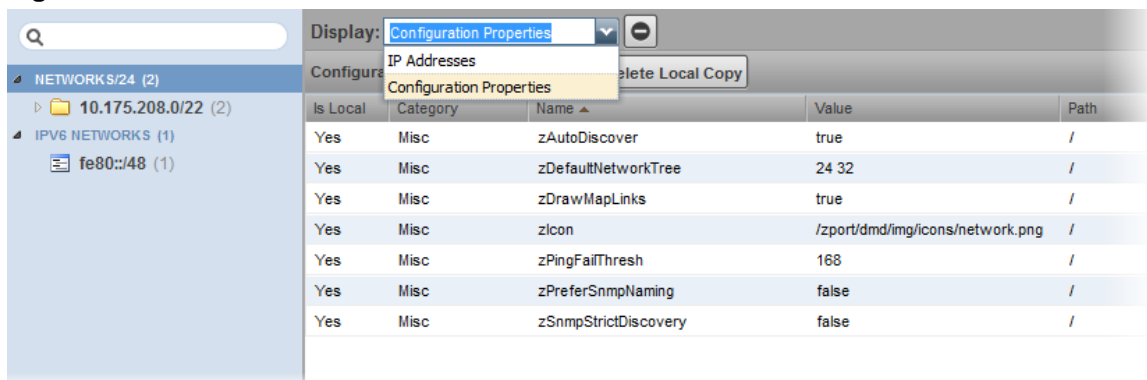 Display: Configuration Properties
IP Addresses
Configuration Properties
Configura elete Local Copy
NETWORKS/24 (2)
10.175.208.0/22 (2)
IPV6 NETWORKS (1)
fe80::/48 (1)
Is Local Category Name Value Path
Yes Misc zAutoDiscover true /
Yes Misc zDefaultNetworkTree 24 32 /
Yes Misc zDrawMapLinks true /
Yes Misc zIcon /zport/dmd/img/icons/network.png /
Yes Misc zPingFailThresh 168 /
Yes Misc zPreferSnmpNaming false /
Yes Misc zSnmpStrictDiscovery false /